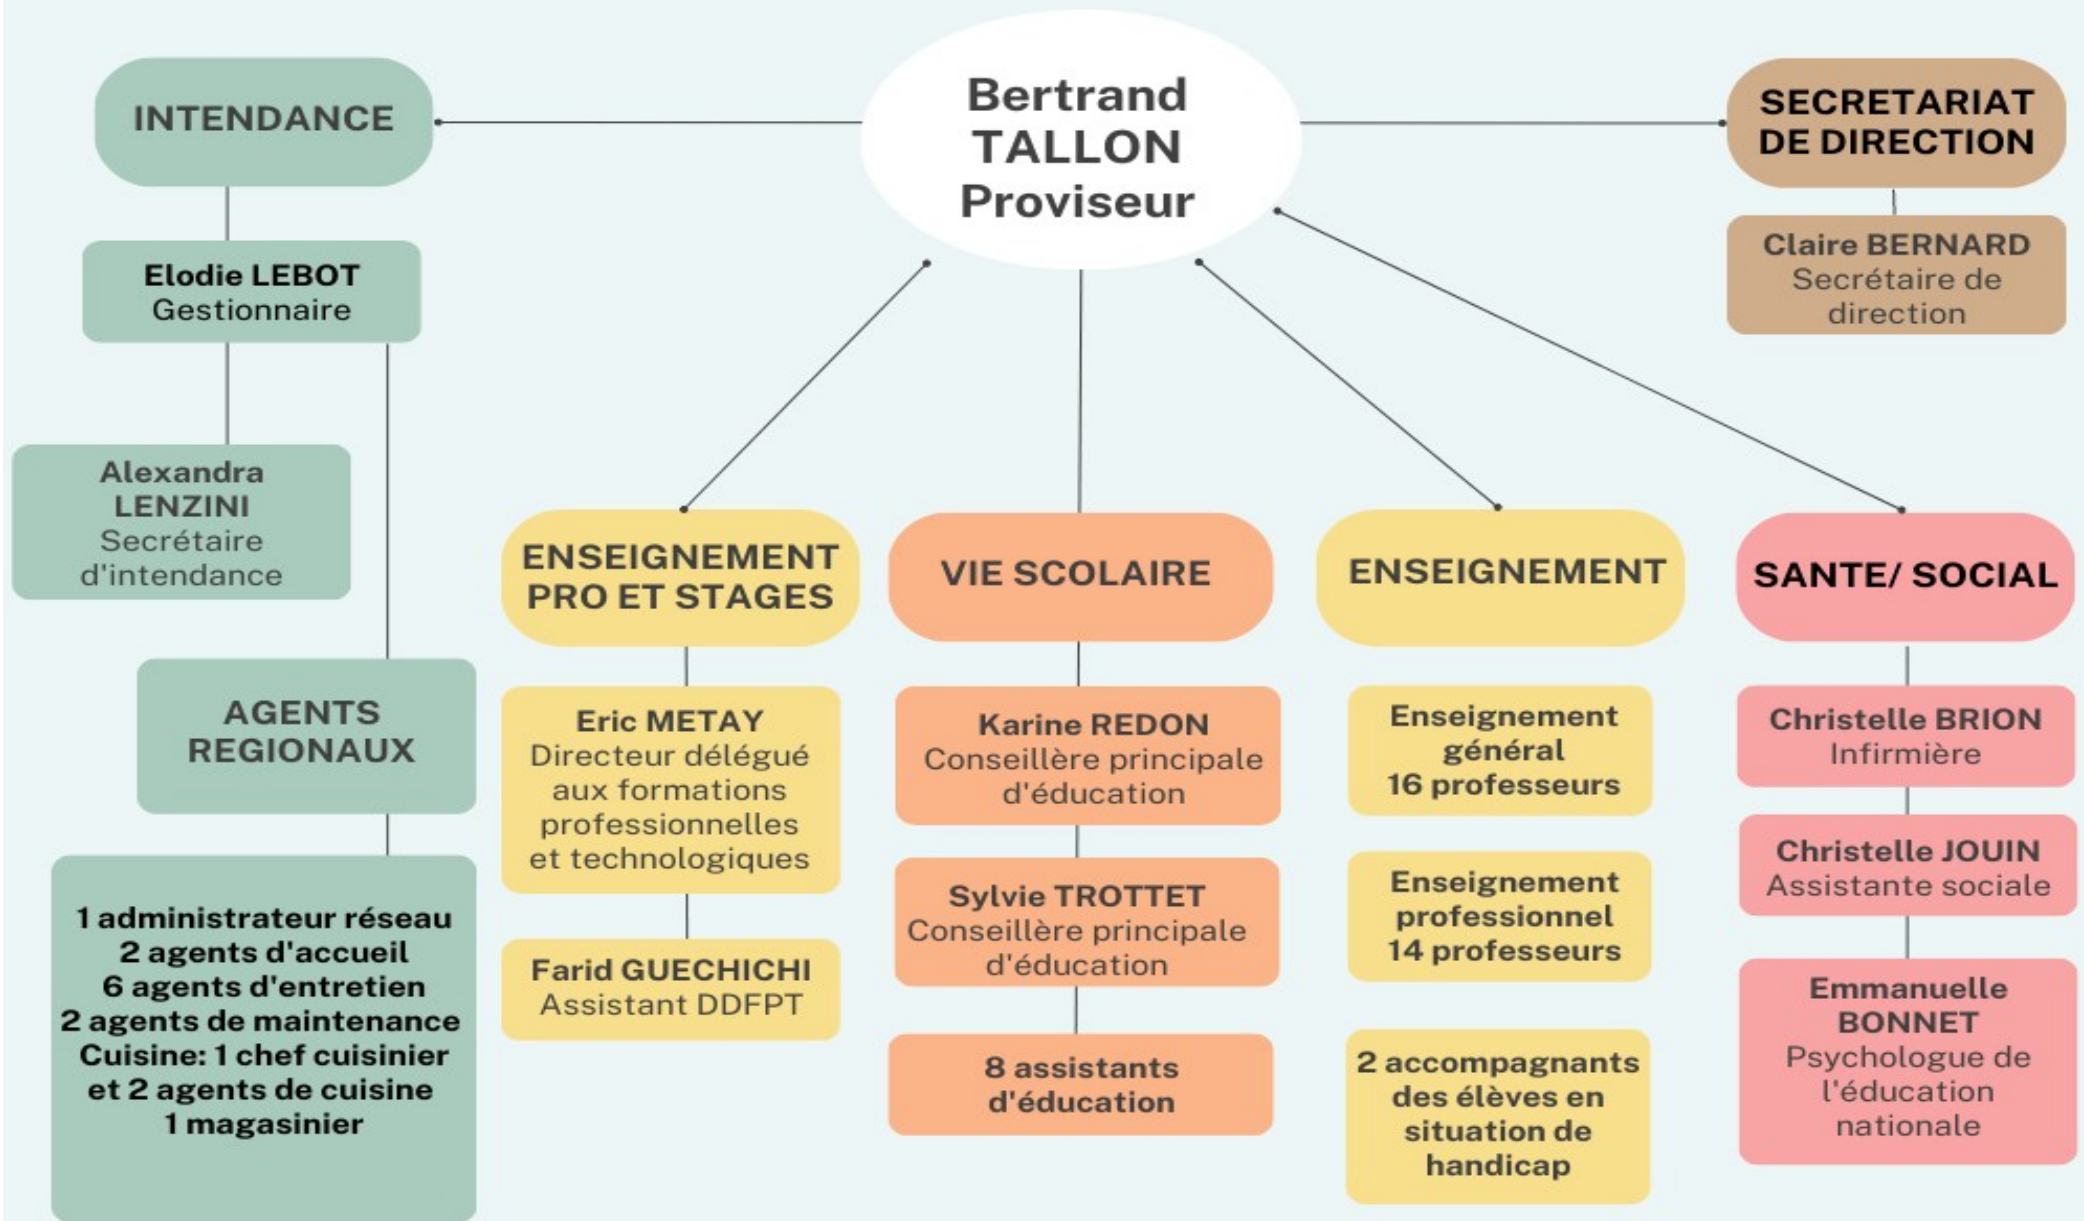 Bertrand
TALLON
Proviseur
INTENDANCE
Elodie LEBOT
Gestionnaire
Alexandra
LENZINI
Secrétaire
d'intendance
AGENTS
REGIONAUX
1 administrateur réseau
2 agents d'accueil
6 agents d'entretien
2 agents de maintenance
Cuisine: 1 chef cuisinier
et 2 agents de cuisine
1 magasinier
ENSEIGNEMENT
PRO ET STAGES
Eric METAY
Directeur délégué
aux formations
professionnelles
et technologiques
Farid GUECHICHI
Assistant DDFPT
VIE SCOLAIRE
Karine REDON
Conseillère principale
d'éducation
Sylvie TROTTET
Conseillère principale
d'éducation
8 assistants
d'éducation
ENSEIGNEMENT
Enseignement
général
16 professeurs
Enseignement
professionnel
14 professeurs
2 accompagnants
des élèves en
situation de
handicap
SECRETARIAT
DE DIRECTION
Claire BERNARD
Secrétaire de
direction
SANTE/ SOCIAL
Christelle BRION
Infirmière
Christelle JOUIN
Assistante sociale
Emmanuelle
BONNET
Psychologue de
l'éducation
nationale